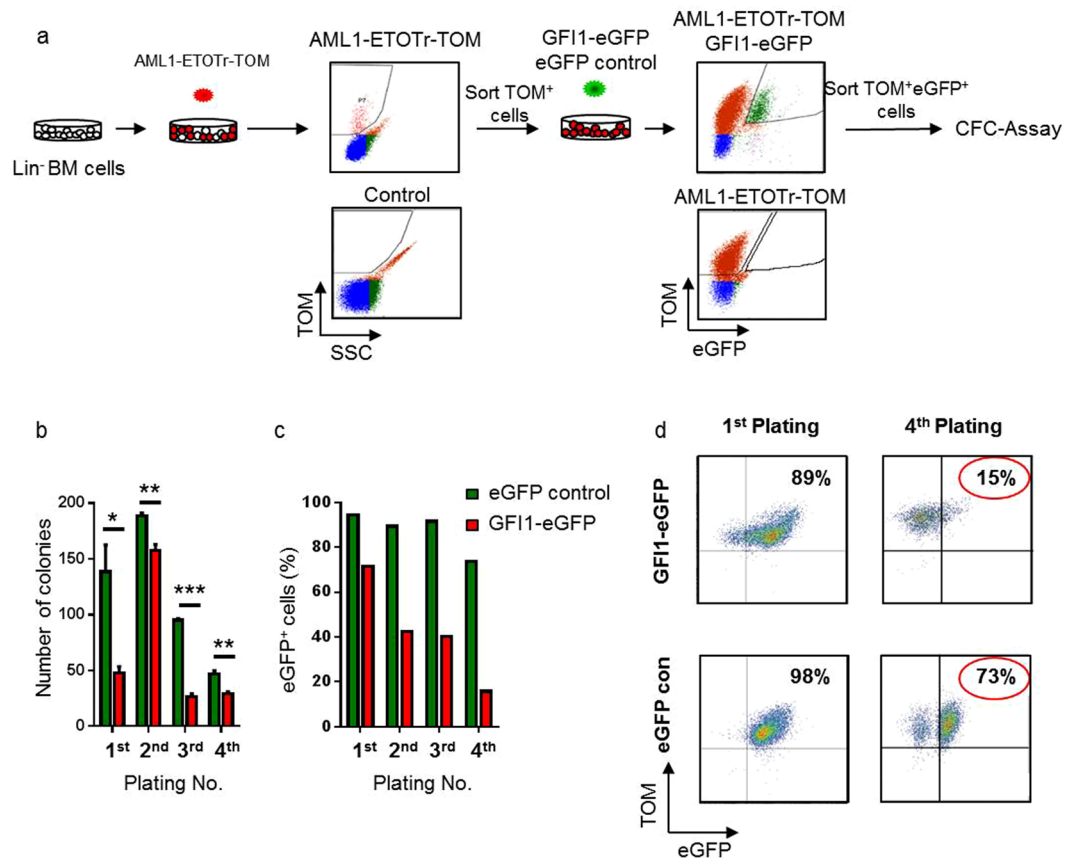 a
AML1-ETOTr-TOM
AML1-ETOTr-TOM
GFI1-eGFP
eGFP control
AML1-ETOTr-TOM
GFI1-eGFP
P7
Sort TOM⁺
cells
Sort TOM⁺eGFP⁺
cells
CFC-Assay
Lin⁻ BM cells
Control
AML1-ETOTr-TOM
TOM
SSC
TOM
eGFP
b
Number of colonies
200
150
100
50
0
*
**
***
**
1st 2nd 3rd 4th
Plating No.
c
eGFP⁺ cells (%)
100
80
60
40
20
0
1st 2nd 3rd 4th
Plating No.
eGFP control
GFI1-eGFP
d
1st Plating
4th Plating
GFI1-eGFP
89%
15%
eGFP con
98%
73%
TOM
eGFP